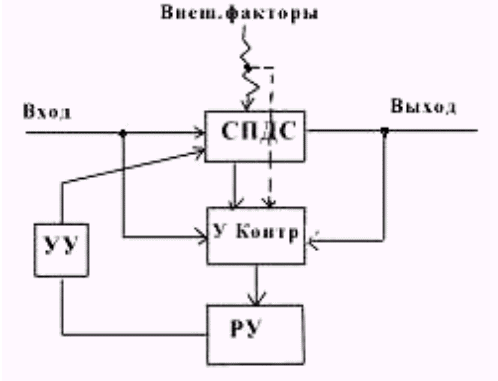 Внеш.факторы
Вход
Выход
СПДС
У Контр
УУ
РУ